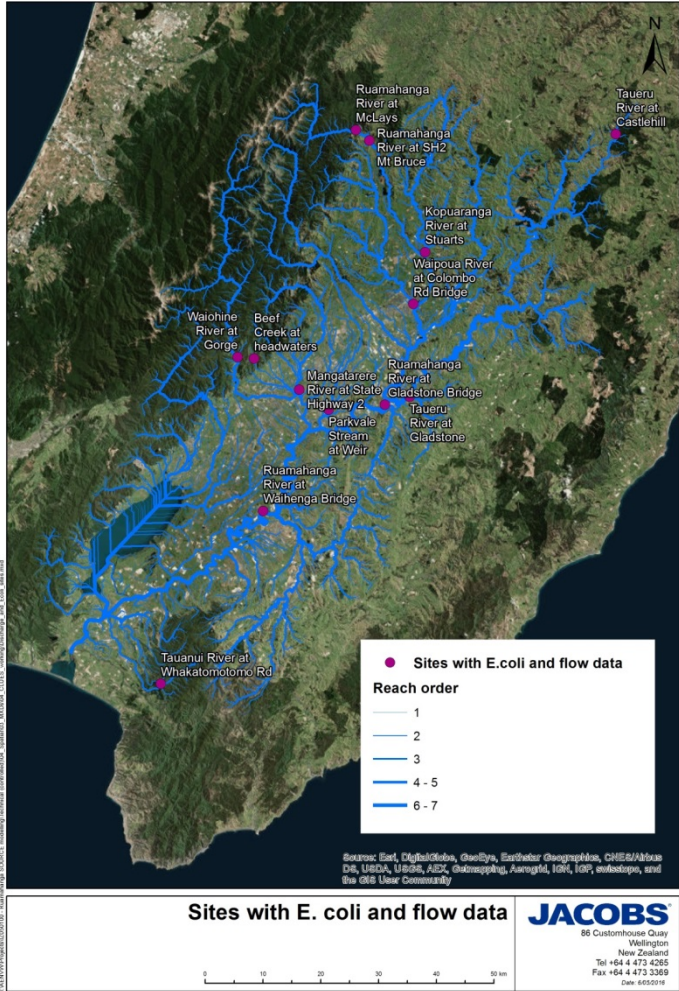 N
Ruamahanga
River at
McLays
Ruamahanga
River at SH2
Mt Bruce
Taueru
River at
Castlehill
Kopuaranga
River at
Stuarts
Waipoua River
at Colombo
Rd Bridge
Waiohine
River at
Gorge
Beef
Creek at
headwaters
Mangatarere
River at State
Highway 2
Ruamahanga
River at
Gladstone Bridge
Parkvale
Stream
at Weir
Taueru
River at
Gladstone
Ruamahanga
River at
Waihenga Bridge
Tauanui River at
Whakatomotomo Rd
Sites with E.coli and flow data
Reach order
1
2
3
4 - 5
6 - 7
Source: Esri, DigitalGlobe, GeoEye, Earthstar Geographics, CNES/Airbus
DS, USDA, USGS, AEX, Getmapping, Aerogrid, IGN, IGP, swisstopo, and
the GIS User Community
Sites with E. coli and flow data
0 10 20 30 40 50 km
JACOBS®
86 Customhouse Quay
Wellington
New Zealand
Tel +64 4 473 4265
Fax +64 4 473 3369
Date: 6/05/2016